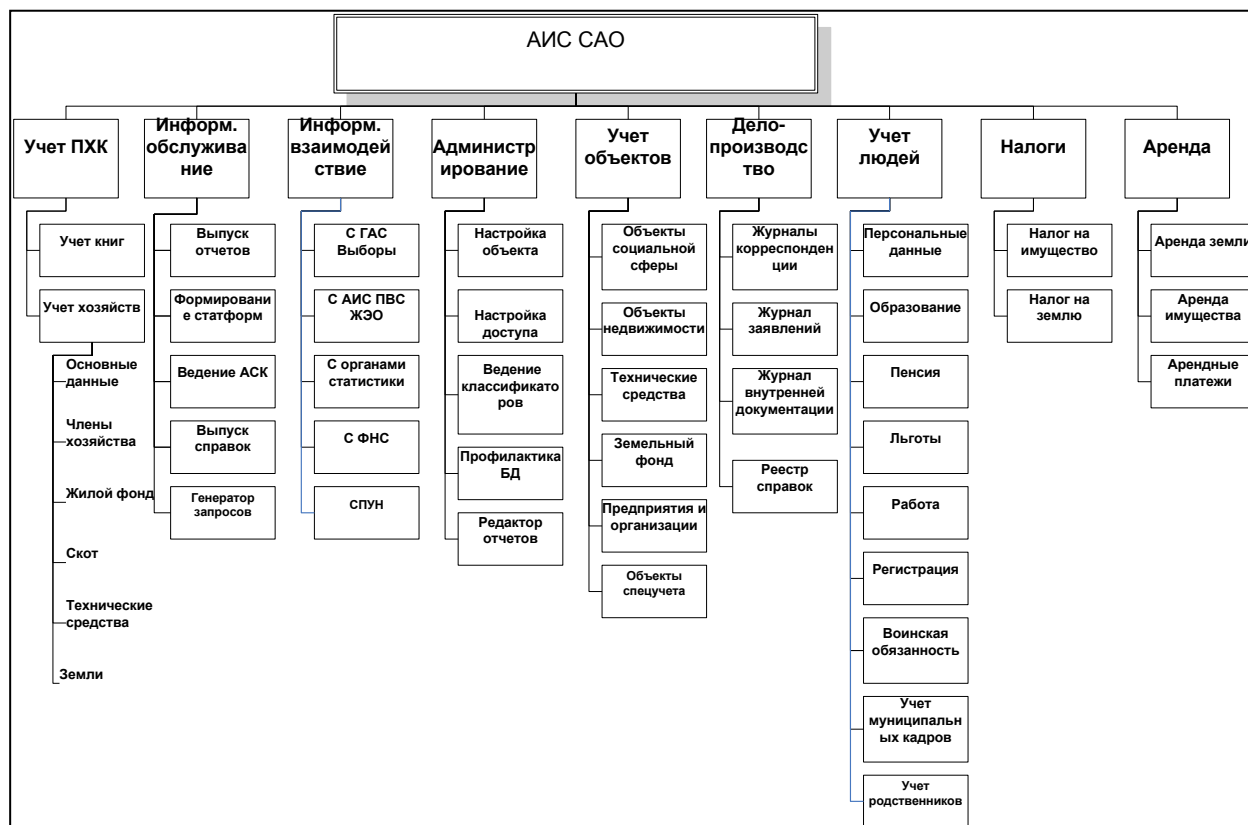 АИС САО
Учет ПХК
Информ.
обслужива
ние
Информ.
взаимодей
ствие
Администр
ирование
Учет
объектов
Дело-
производс
тво
Учет
людей
Налоги
Аренда
Учет книг
Учет хозяйств
Основные
данные
Члены
хозяйства
Жилой фонд
Скот
Технические
средства
Земли
Выпуск
отчетов
Формировани
е статформ
Ведение АСК
Выпуск
справок
Генератор
запросов
С ГАС
Выборы
С АИС ПВС
ЖЭО
С органами
статистики
С ФНС
СПУН
Настройка
объекта
Настройка
доступа
Ведение
классификато
ров
Профилактика
БД
Редактор
отчетов
Объекты
социальной
сферы
Объекты
недвижимости
Технические
средства
Земельный
фонд
Предприятия и
организации
Объекты
спецучета
Журналы
корреспонден
ции
Журнал
заявлений
Журнал
внутренней
документации
Реестр
справок
Персональные
данные
Образование
Пенсия
Льготы
Работа
Регистрация
Воинская
обязанность
Учет
муниципальн
ых кадров
Учет
родственников
Налог на
имущество
Налог на
землю
Аренда земли
Аренда
имущества
Арендные
платежи